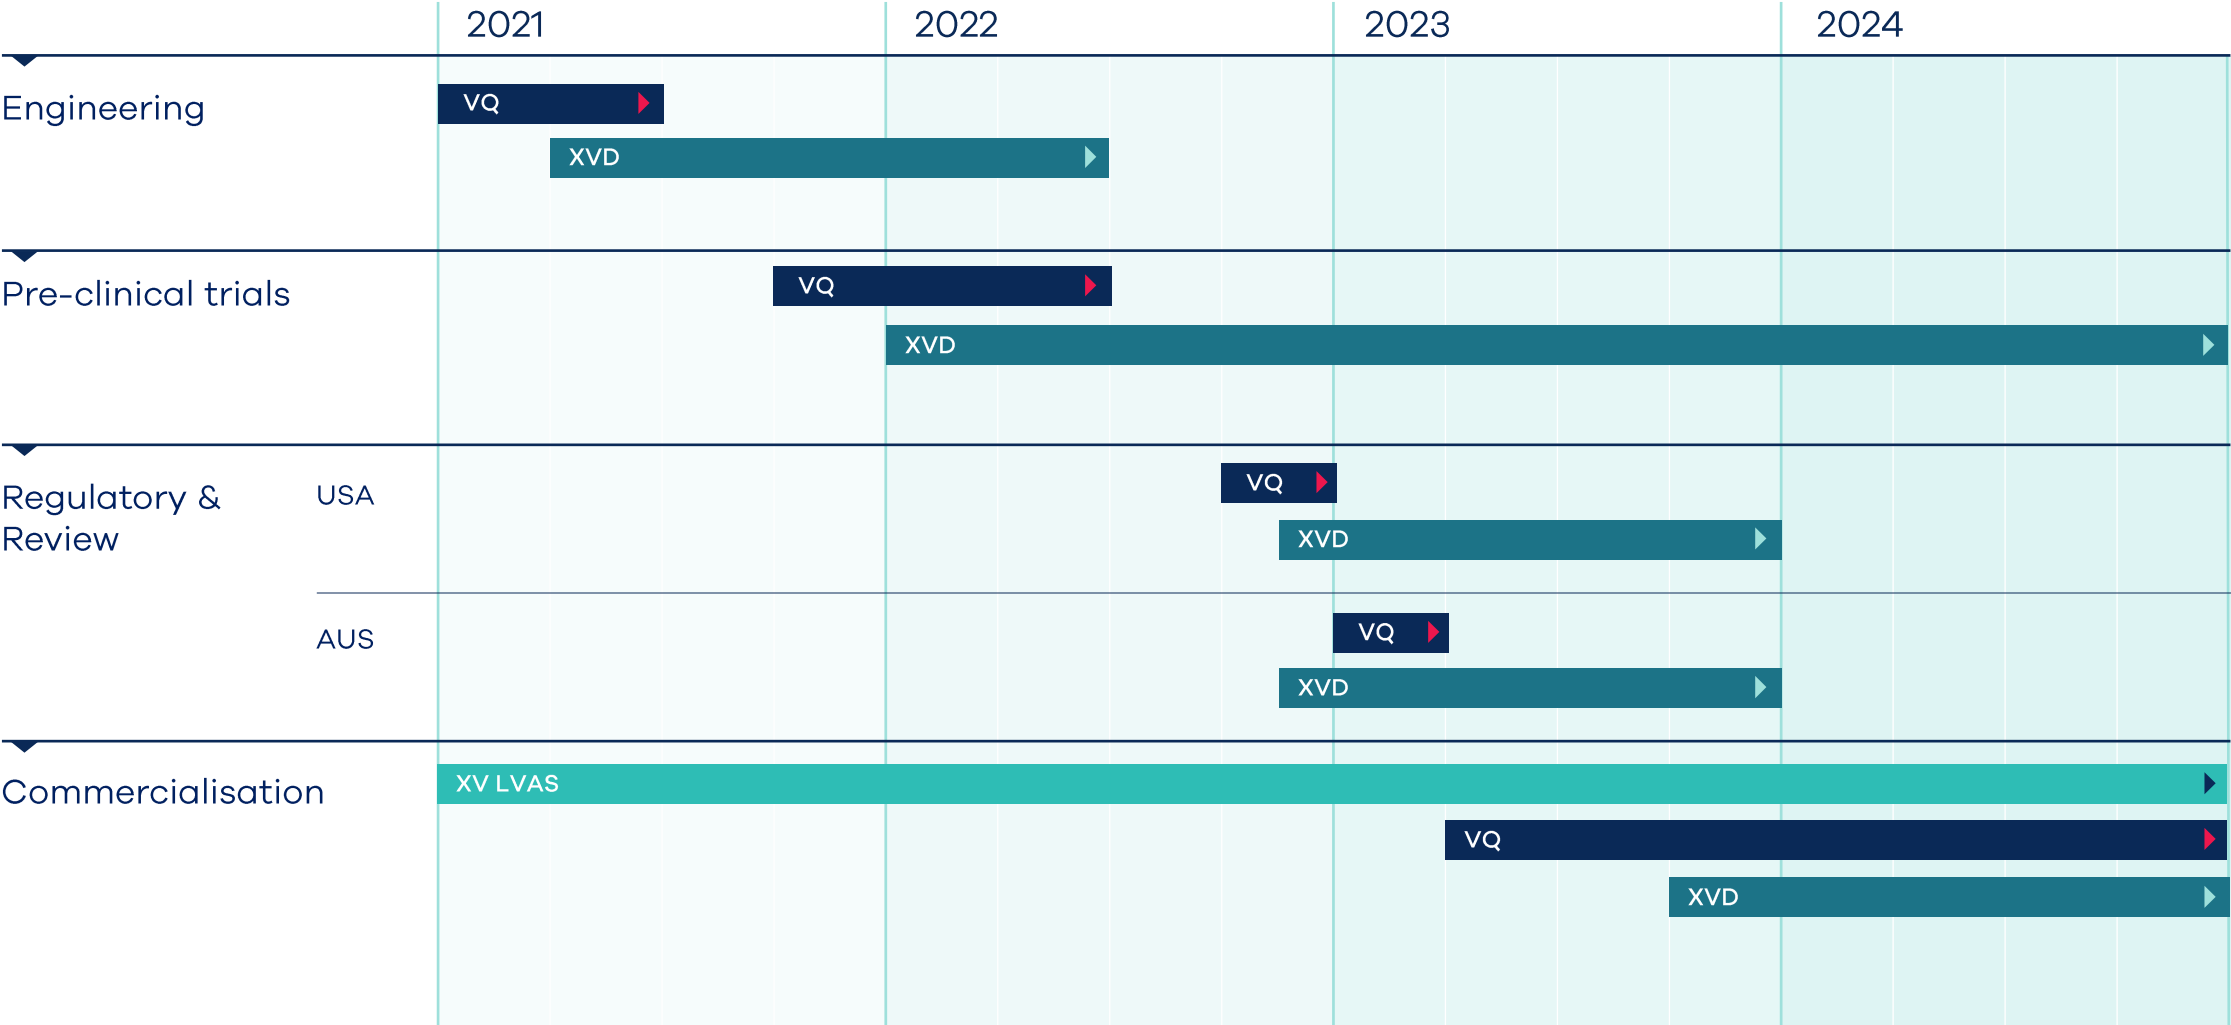 2021 2022 2023 2024
Engineering
VQ
XVD
Pre-clinical trials
VQ
XVD
Regulatory &
Review
USA
VQ
XVD
AUS
VQ
XVD
Commercialisation
XV LVAS
VQ
XVD